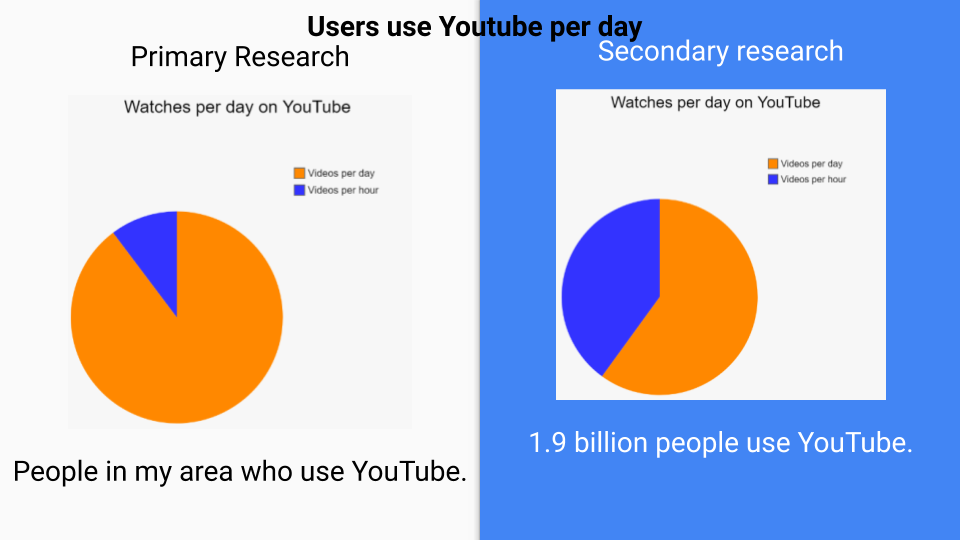 Users use Youtube per day
Primary Research
Watches per day on YouTube
Videos per day
Videos per hour
People in my area who use YouTube.
Secondary research
Watches per day on YouTube
Videos per day
Videos per hour
1.9 billion people use YouTube.